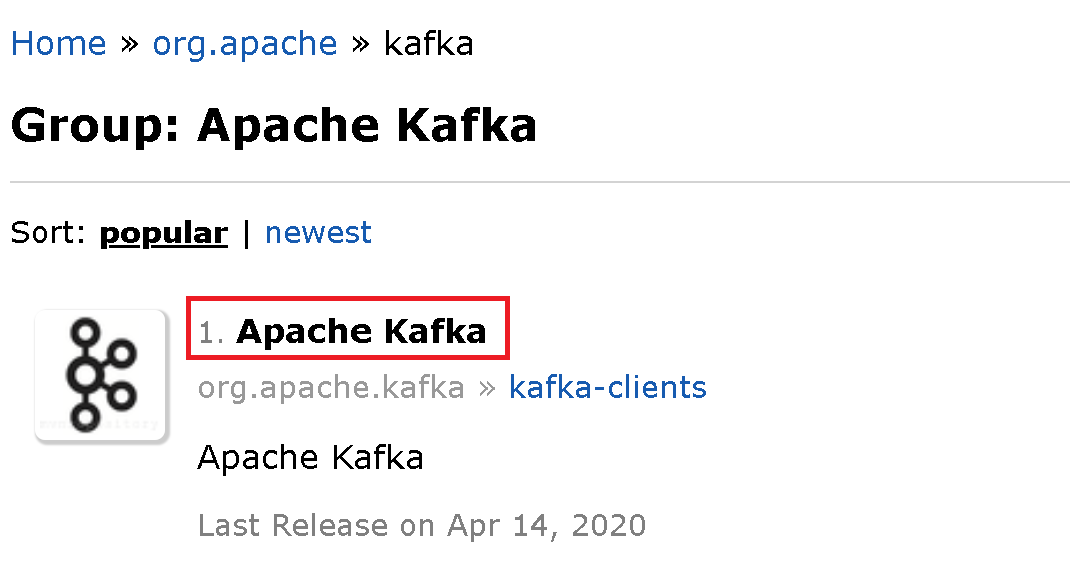 Home » org.apache » kafka
Group: Apache Kafka
Sort: popular | newest
1. Apache Kafka
org.apache.kafka » kafka-clients
Apache Kafka
Last Release on Apr 14, 2020